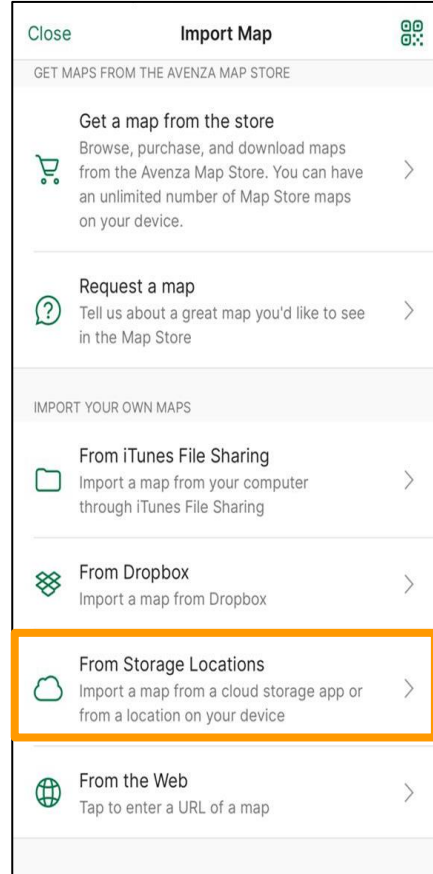 Close
Import Map
GET MAPS FROM THE AVENZA MAP STORE
Get a map from the store
Browse, purchase, and download maps
from the Avenza Map Store. You can have
an unlimited number of Map Store maps
on your device.
Request a map
Tell us about a great map you'd like to see
in the Map Store
IMPORT YOUR OWN MAPS
From iTunes File Sharing
Import a map from your computer
through iTunes File Sharing
From Dropbox
Import a map from Dropbox
From Storage Locations
Import a map from a cloud storage app or
from a location on your device
From the Web
Tap to enter a URL of a map